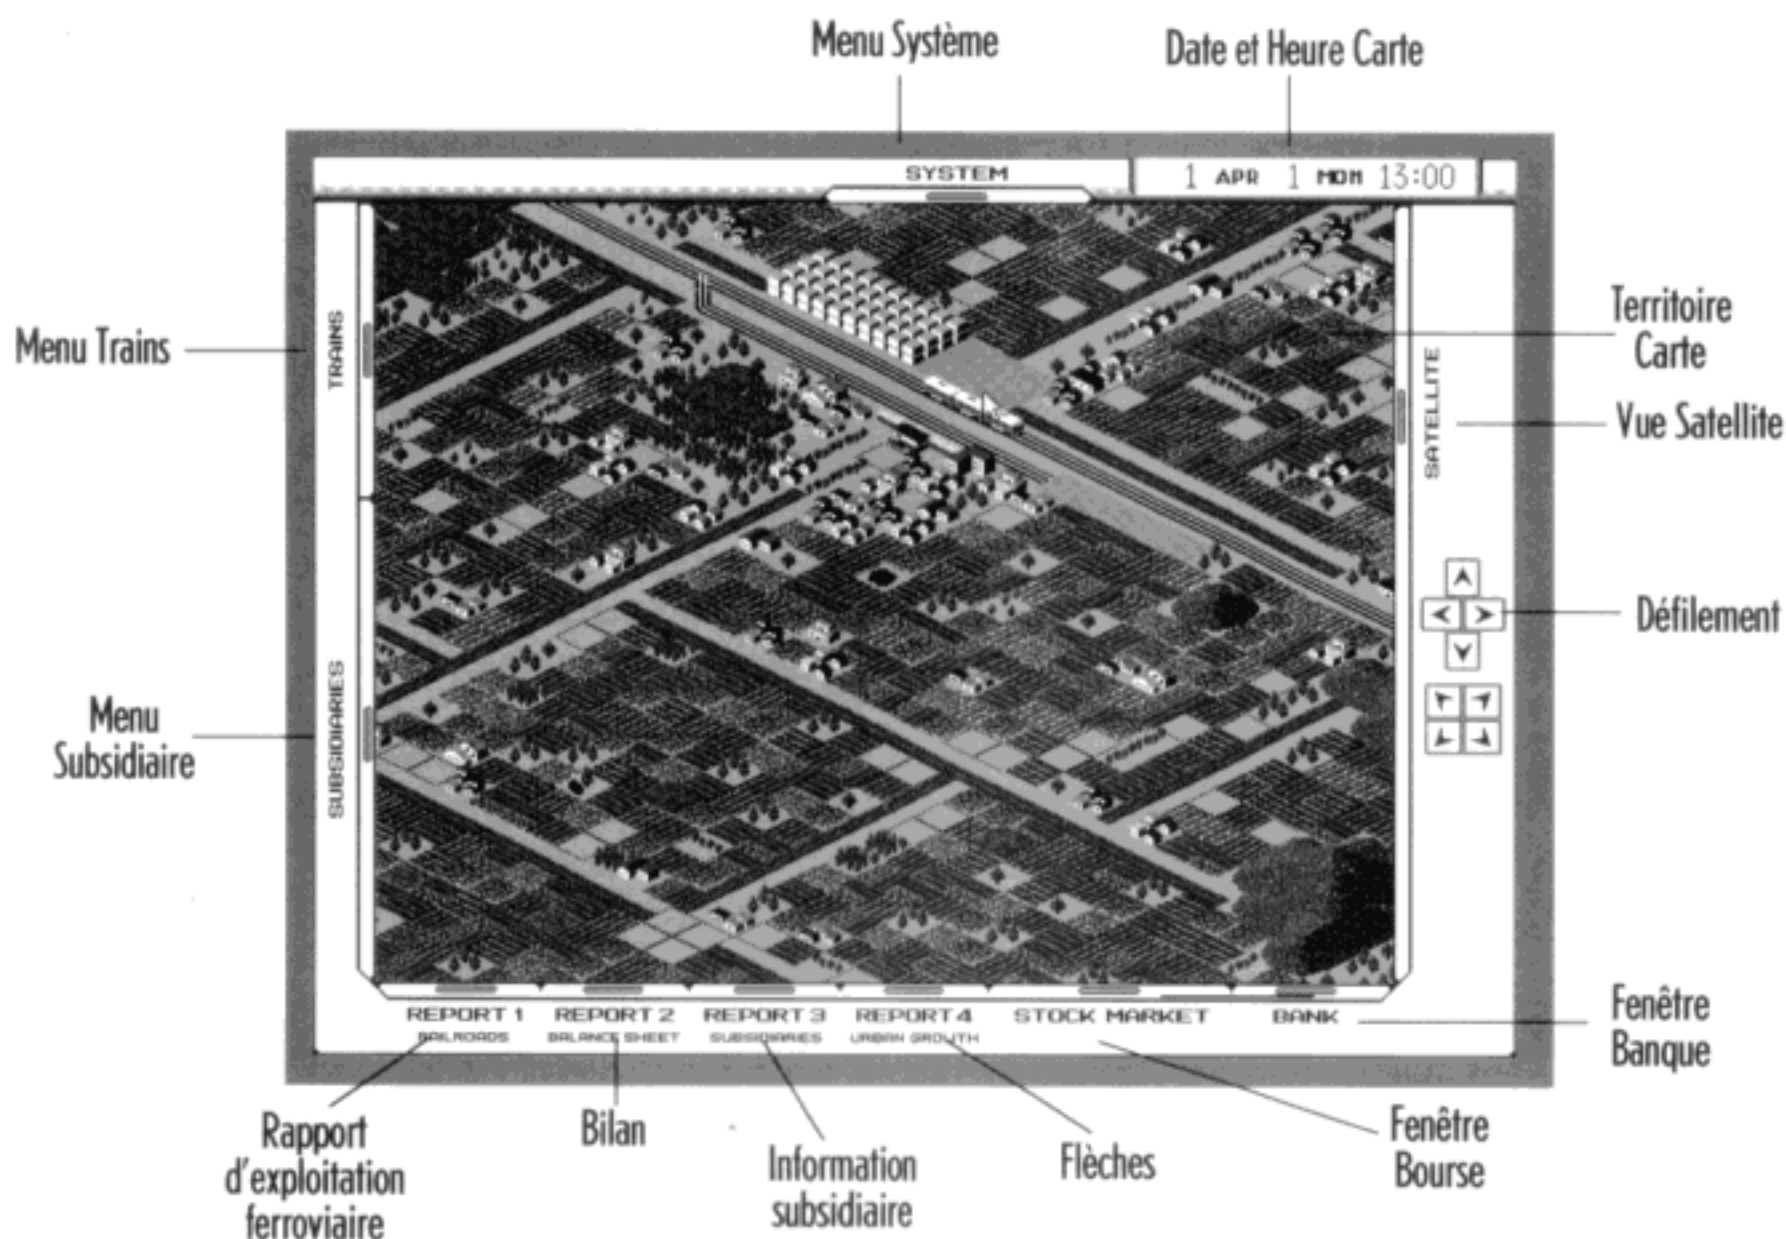 Menu Système
Date et Heure Carte
SYSTEM
1 APR 1 MON 13:00
TRAINS
Menu Trains
Territoire
Carte
SATELLITE
Vue Satellite
Défilement
SUBSIDIARIES
Menu
Subsidiaire
REPORT 1
REPORT 2
REPORT 3
REPORT 4
STOCK MARKET
BANK
RAILROADS
BALANCE SHEET
SUBSIDIARIES
URBAN GROWTH
Fenêtre
Banque
Rapport
d'exploitation
ferroviaire
Bilan
Information
subsidiaire
Flèches
Fenêtre
Bourse